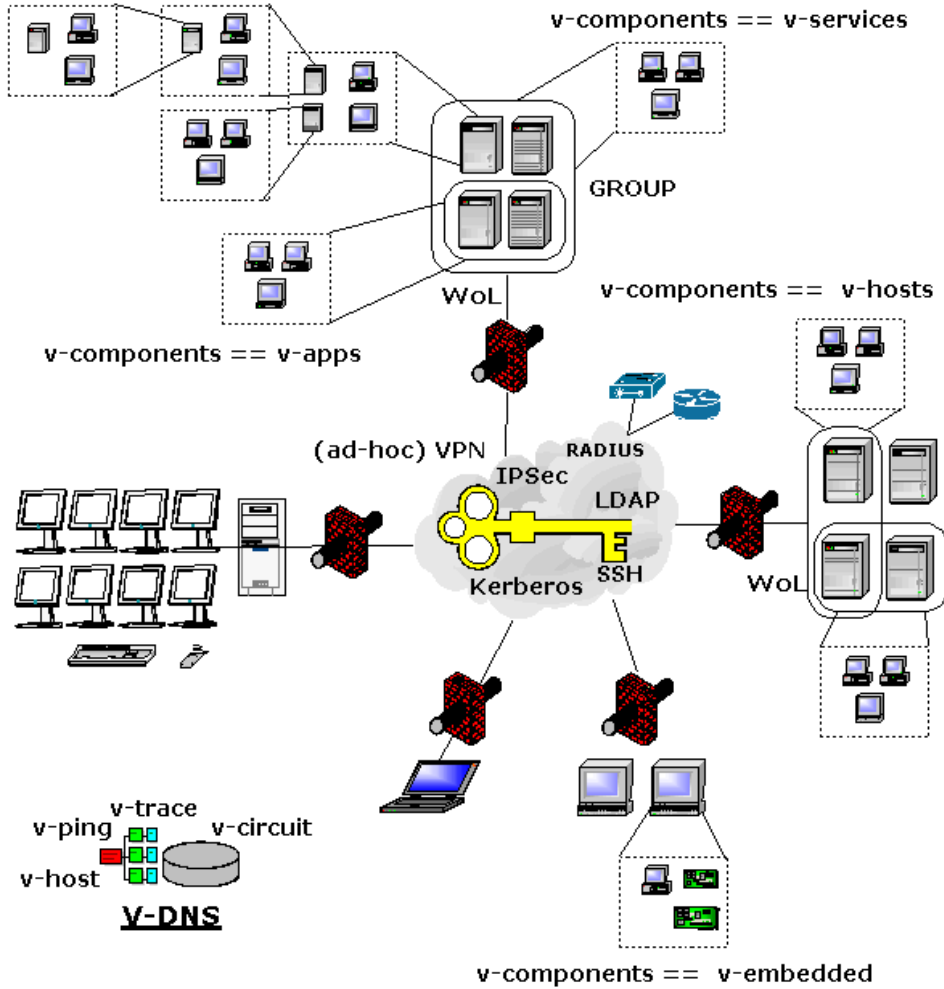 v-components == v-services
GROUP
WoL
v-components == v-hosts
v-components == v-apps
(ad-hoc) VPN
RADIUS
IPSec
LDAP
WoL
Kerberos
SSH
v-trace
v-ping
v-circuit
v-host
V-DNS
v-components == v-embedded